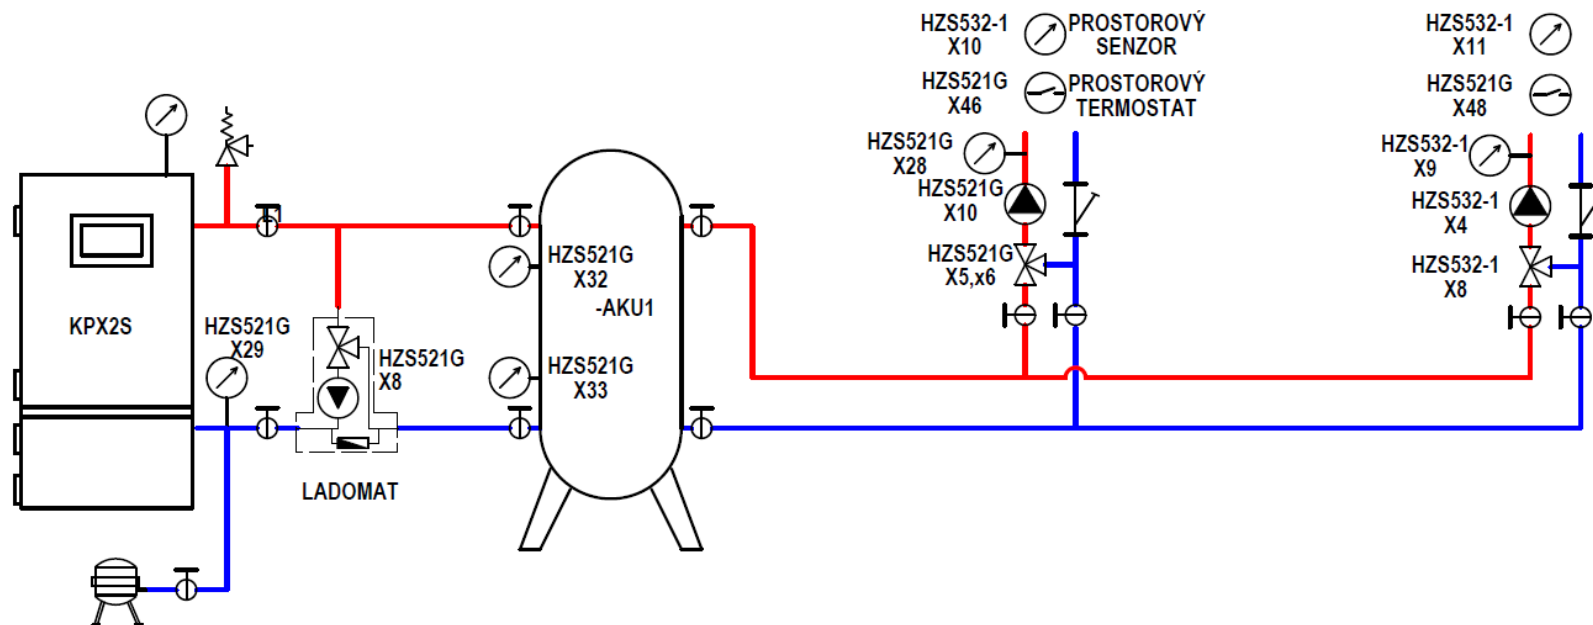 HZS532-1
X10
PROSTOROVÝ
SENZOR
HZS532-1
X11
HZS521G
X46
PROSTOROVÝ
TERMOSTAT
HZS521G
X48
HZS521G
X28
HZS532-1
X9
HZS521G
X10
HZS532-1
X4
HZS521G
X5,x6
HZS532-1
X8
HZS521G
X32
-AKU1
KPX2S
HZS521G
X29
HZS521G
X8
HZS521G
X33
LADOMAT